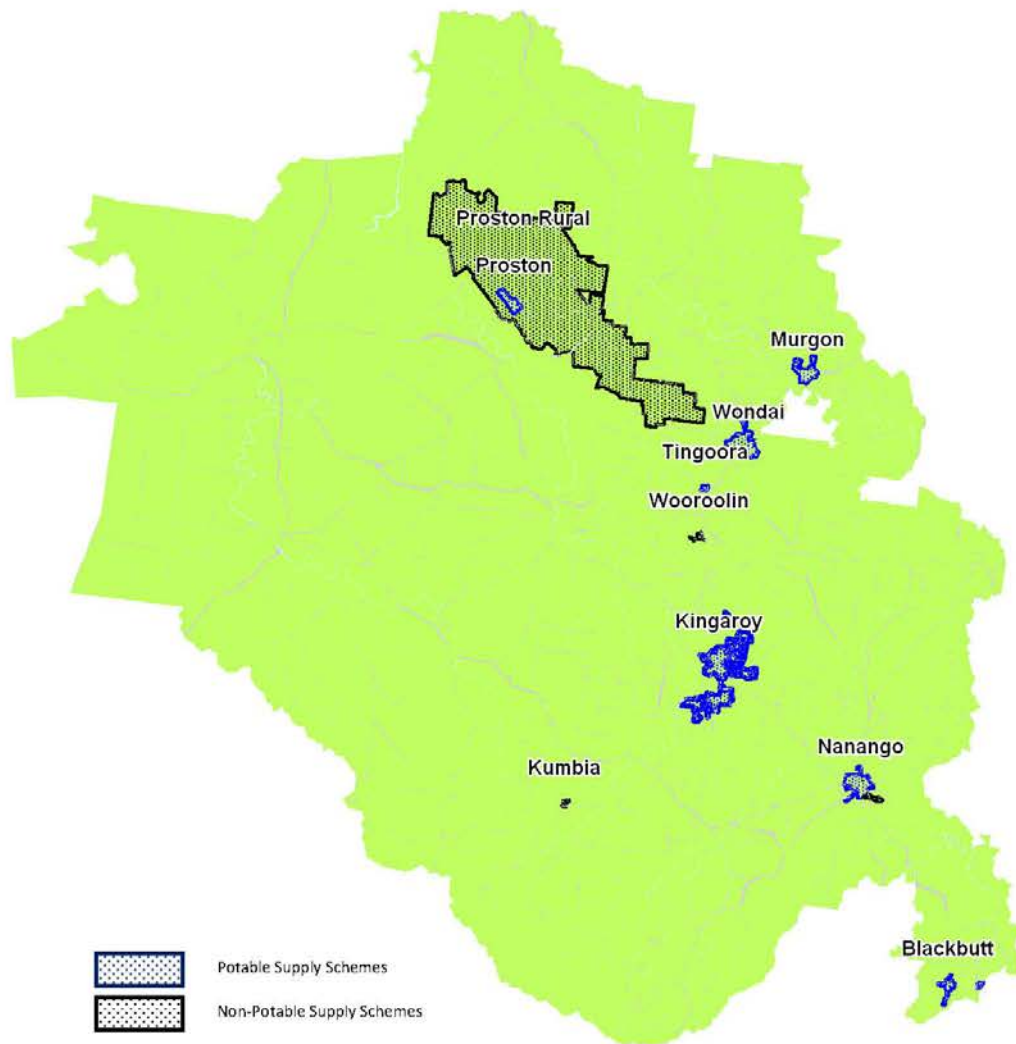 Proston Rural
Proston
Murgon
Wondai
Tingoora
Wooroolin
Kingaroy
Nanango
Kumbia
Blackbutt
Potable Supply Schemes
Non-Potable Supply Schemes